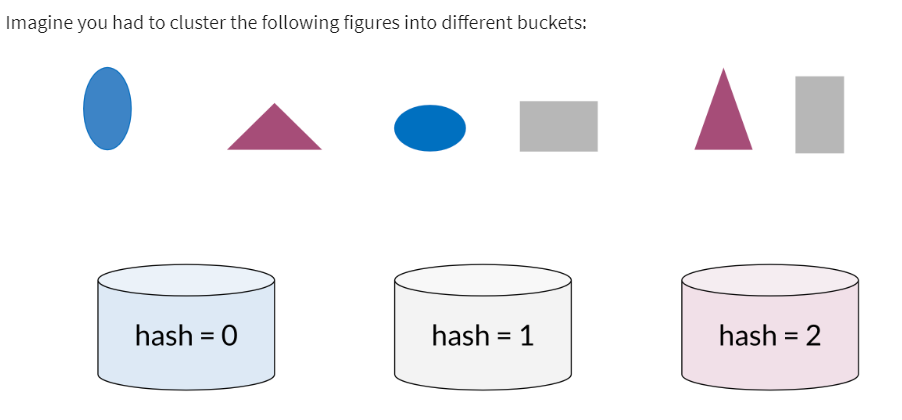 Imagine you had to cluster the following figures into different buckets:
hash = 0
hash = 1
hash = 2